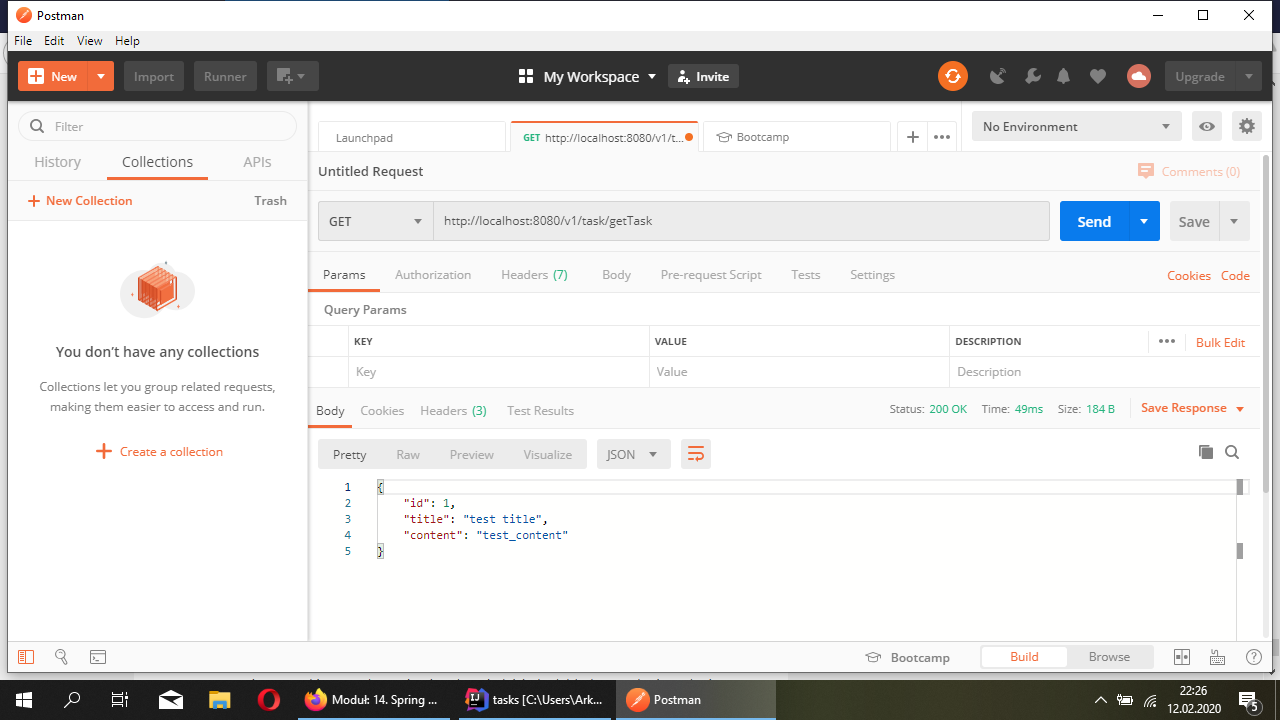 Postman
File Edit View Help
New Import Runner My Workspace Invite Upgrade
Filter
History Collections APIs
New Collection Trash
You don't have any collections
Collections let you group related requests,
making them easier to access and run.
Create a collection
Launchpad GET http://localhost:8080/v1/t... Bootcamp No Environment
Untitled Request Comments (0)
GET http://localhost:8080/v1/task/getTask Send Save
Params Authorization Headers (7) Body Pre-request Script Tests Settings Cookies Code
Query Params
KEY VALUE DESCRIPTION Bulk Edit
Key Value Description
Body Cookies Headers (3) Test Results Status: 200 OK Time: 49ms Size: 184 B Save Response
Pretty Raw Preview Visualize JSON
1 {
2 "id": 1,
3 "title": "test title",
4 "content": "test_content"
5 }
Bootcamp Build Browse
Moduł: 14. Spring ... tasks [C:\Users\Ark... Postman
22:26
12.02.2020
5